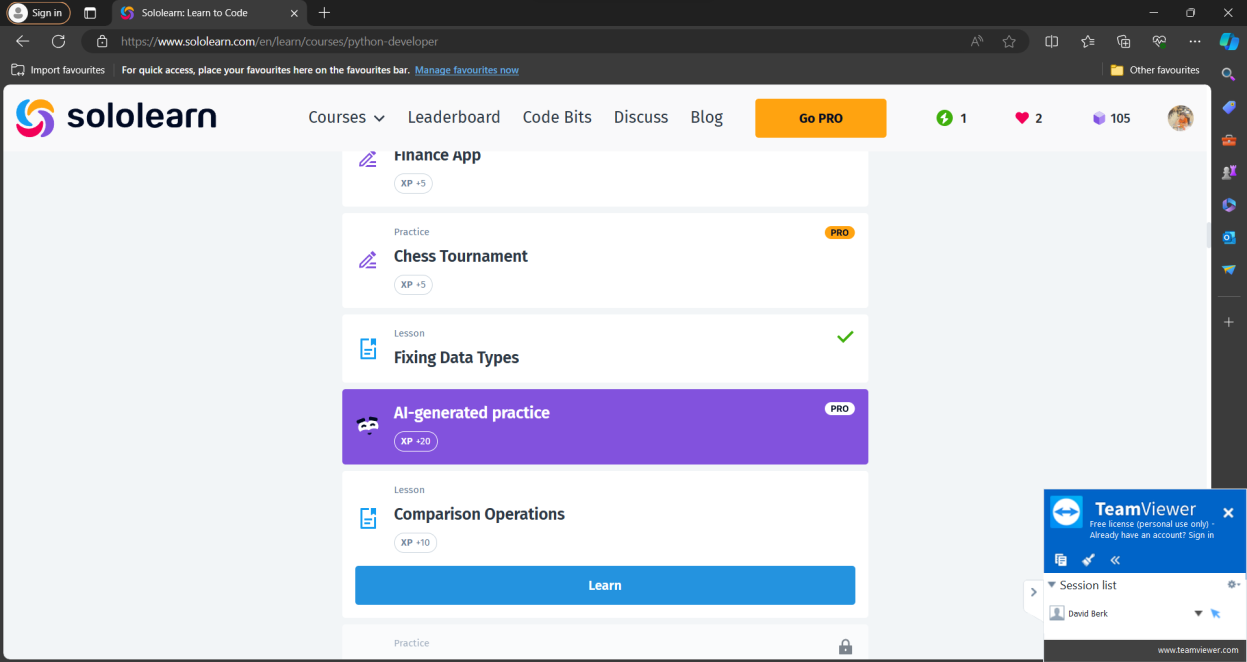 Sign in
Sololearn: Learn to Code
https://www.sololearn.com/en/learn/courses/python-developer
Import favourites
For quick access, place your favourites here on the favourites bar. Manage favourites now
Other favourites
sololearn
Courses
Leaderboard
Code Bits
Discuss
Blog
Go PRO
1
2
105
Finance App
XP +5
Practice
PRO
Chess Tournament
XP +5
Lesson
Fixing Data Types
AI-generated practice
PRO
XP +20
Lesson
Comparison Operations
XP +10
Learn
Practice
TeamViewer
Free license (personal use only) -
Already have an account? Sign in
Session list
David Berk
www.teamviewer.com